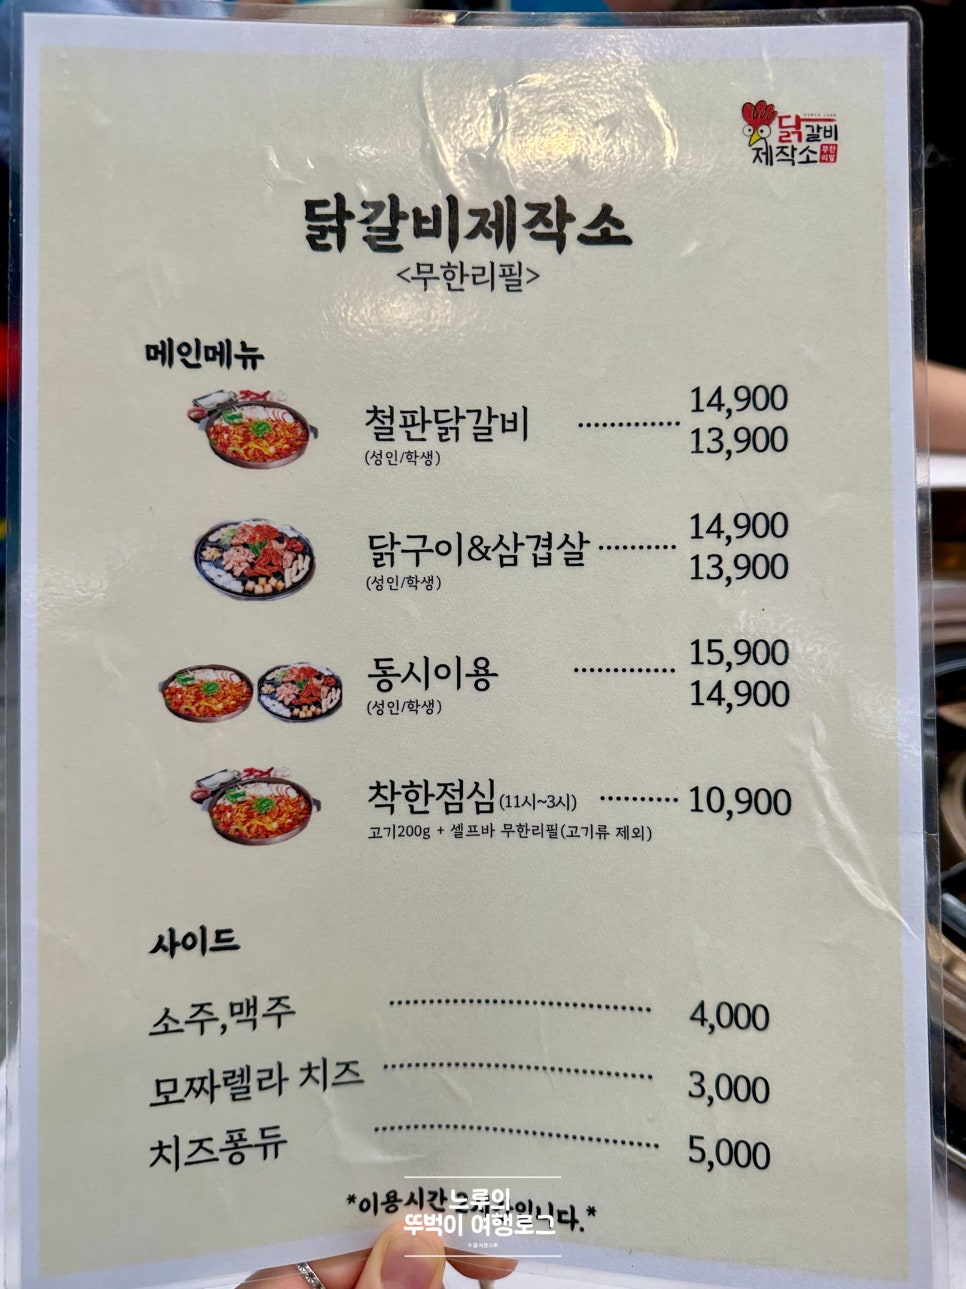 닭갈비
제작소
무한
리필
닭갈비제작소
<무한리필>
메인메뉴
철판닭갈비 ············· 14,900
(성인/학생) 13,900
닭구이&삼겹살 ·········· 14,900
(성인/학생) 13,900
동시이용 ············· 15,900
(성인/학생) 14,900
착한점심(11시~3시) ·········· 10,900
고기200g + 셀프바 무한리필(고기류 제외)
사이드
소주,맥주 ·································· 4,000
모짜렐라 치즈 ·································· 3,000
치즈퐁듀 ···································· 5,000
*이용시간
입니다.*
느루의
뚜벅이 여행로그